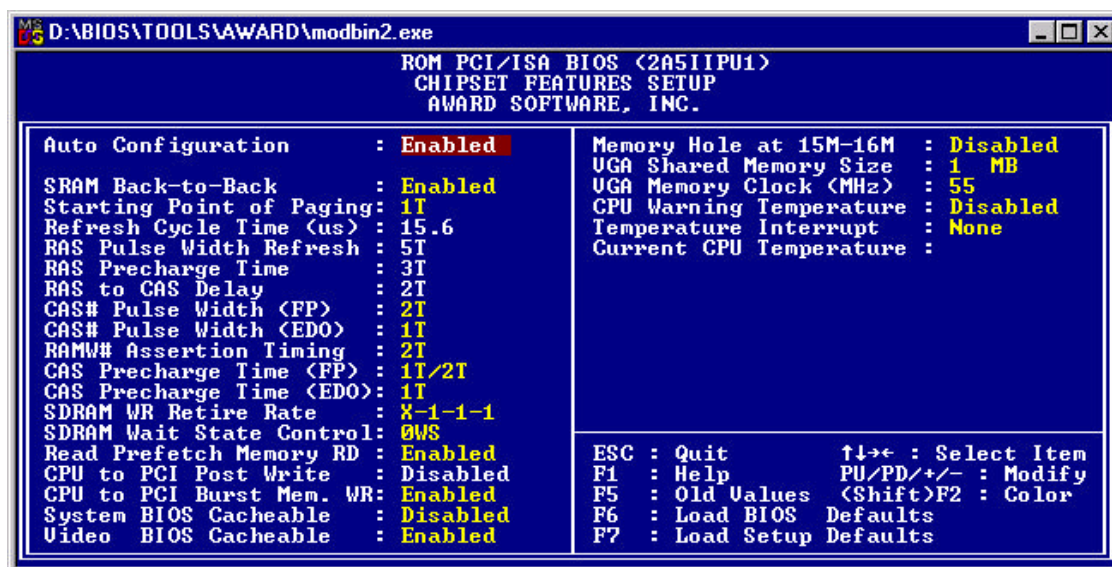 MS DS D:\BIOS\TOOLS\AWARD\modbin2.exe
ROM PCI/ISA BIOS (2A5IIPU1)
CHIPSET FEATURES SETUP
AWARD SOFTWARE, INC.
Auto Configuration : Enabled
SRAM Back-to-Back : Enabled
Starting Point of Paging: 1T
Refresh Cycle Time (us) : 15.6
RAS Pulse Width Refresh : 5T
RAS Precharge Time : 3T
RAS to CAS Delay : 2T
CAS# Pulse Width (FP) : 2T
CAS# Pulse Width (EDO) : 1T
RAMW# Assertion Timing : 2T
CAS Precharge Time (FP) : 1T/2T
CAS Precharge Time (EDO): 1T
SDRAM WR Retire Rate : X-1-1-1
SDRAM Wait State Control: 0WS
Read Prefetch Memory RD : Enabled
CPU to PCI Post Write : Disabled
CPU to PCI Burst Mem. WR: Enabled
System BIOS Cacheable : Disabled
Video BIOS Cacheable : Enabled
Memory Hole at 15M-16M : Disabled
VGA Shared Memory Size : 1 MB
VGA Memory Clock (MHz) : 55
CPU Warning Temperature : Disabled
Temperature Interrupt : None
Current CPU Temperature :
ESC : Quit ↑↓→← : Select Item
F1 : Help PU/PD/+/- : Modify
F5 : Old Values (Shift)F2 : Color
F6 : Load BIOS Defaults
F7 : Load Setup Defaults